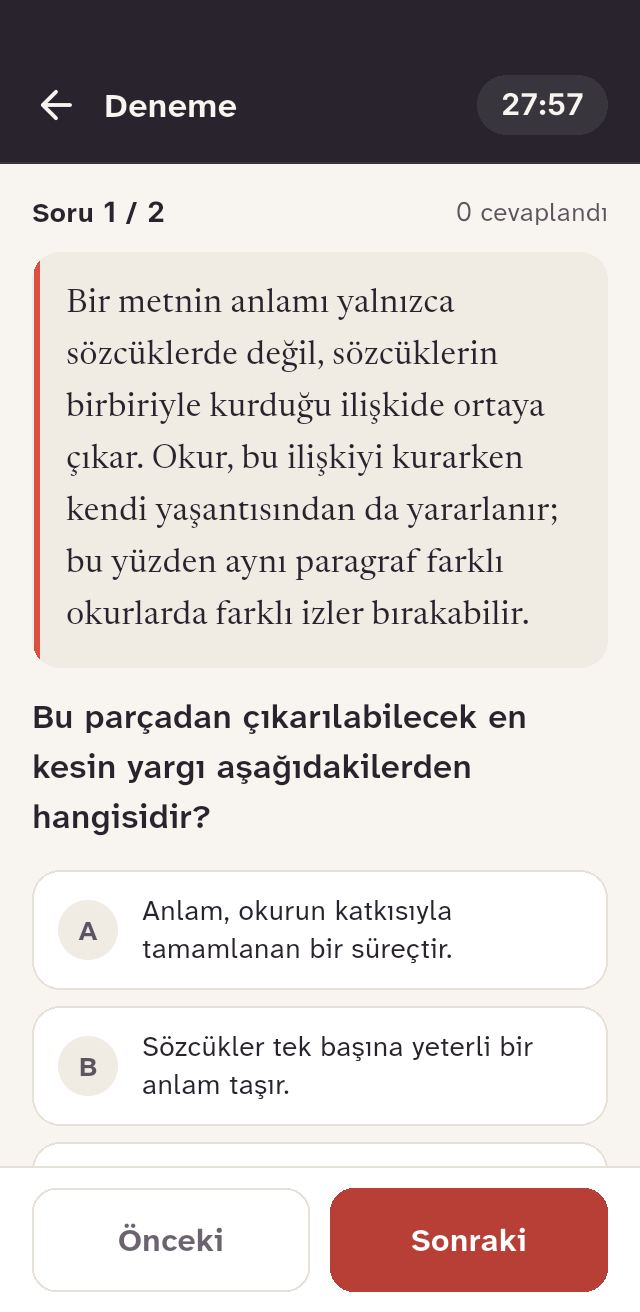 Deneme
27:57
Soru 1 / 2
0 cevaplandı
Bir metnin anlamı yalnızca
sözcüklerde değil, sözcüklerin
birbiriyle kurduğu ilişkide ortaya
çıkar. Okur, bu ilişkiyi kurarken
kendi yaşantısından da yararlanır;
bu yüzden aynı paragraf farklı
okurlarda farklı izler bırakabilir.
Bu parçadan çıkarılabilecek en
kesin yargı aşağıdakilerden
hangisidir?
A
Anlam, okurun katkısıyla
tamamlanan bir süreçtir.
B
Sözcükler tek başına yeterli bir
anlam taşır.
Önceki
Sonraki